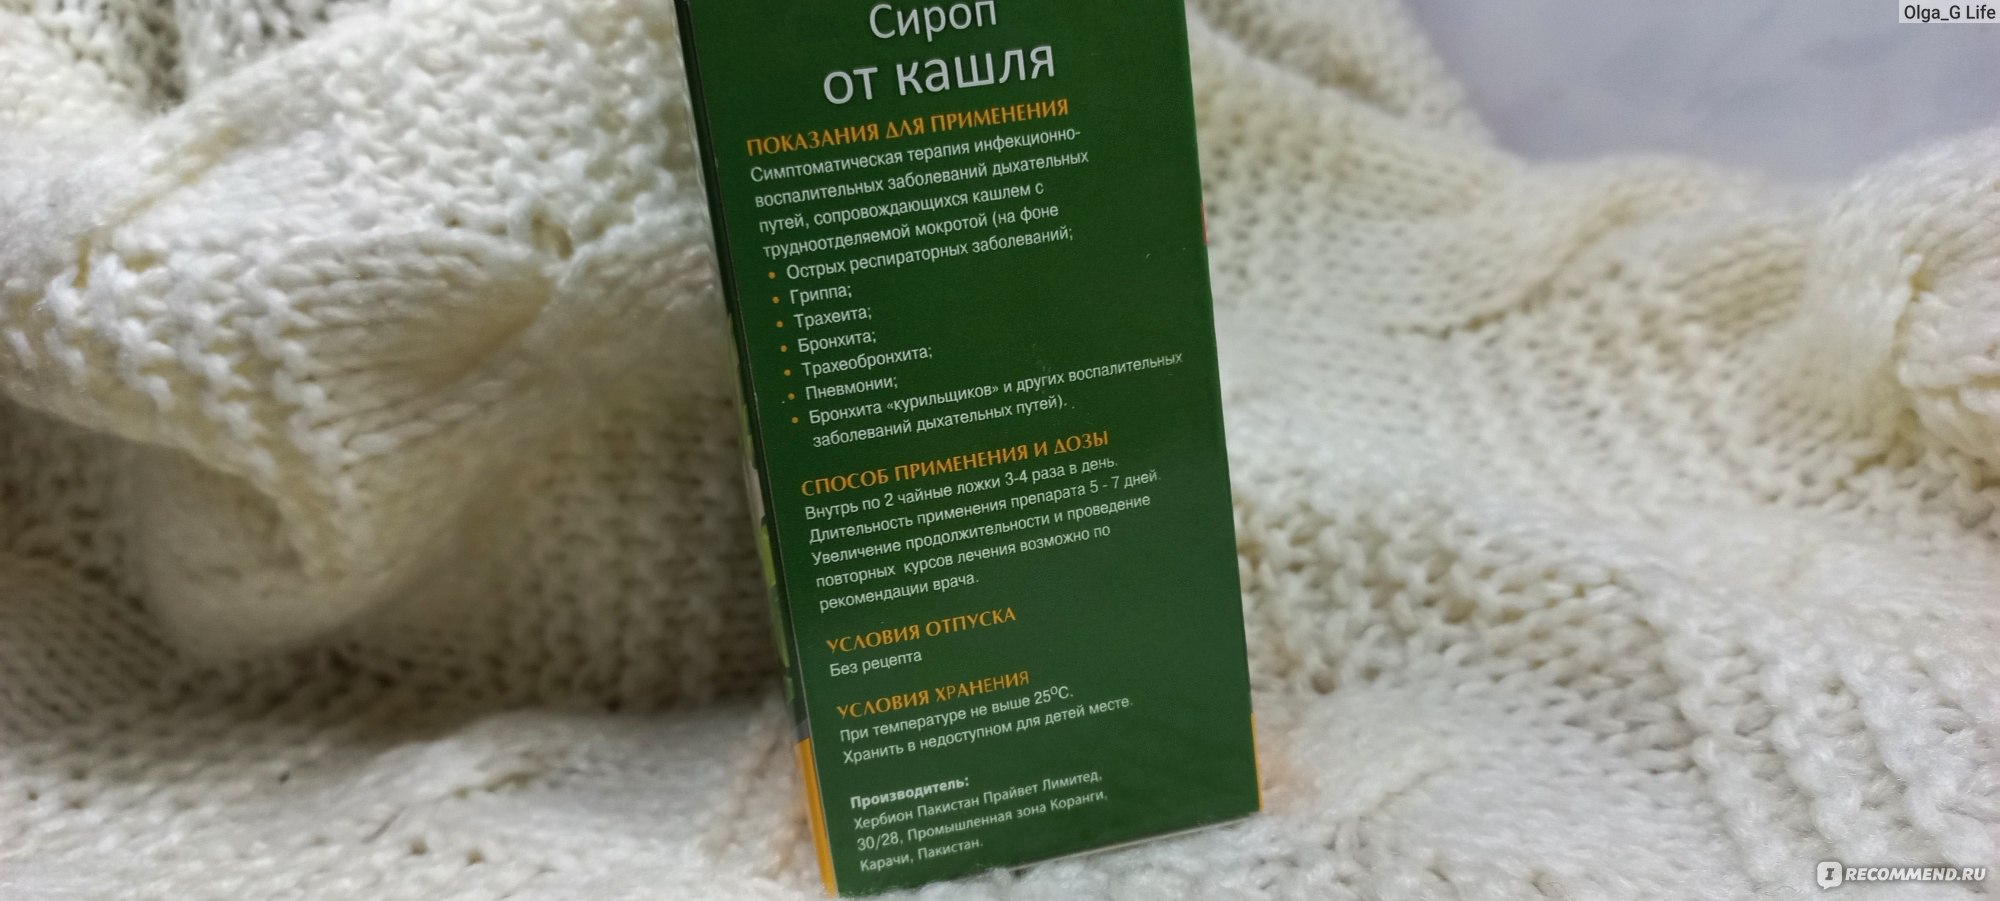 Olga_G Life
Сироп
от кашля
ПОКАЗАНИЯ ДЛЯ ПРИМЕНЕНИЯ
Симптоматическая терапия инфекционно-
воспалительных заболеваний дыхательных
путей, сопровождающихся кашлем с
трудноотделяемой мокротой (на фоне
• Острых респираторных заболеваний;
• Гриппа;
• Трахеита;
• Бронхита;
• Трахеобронхита;
• Пневмонии;
• Бронхита «курильщиков» и других воспалительных
заболеваний дыхательных путей).
СПОСОБ ПРИМЕНЕНИЯ И ДОЗЫ
Внутрь по 2 чайные ложки 3-4 раза в день.
Длительность применения препарата 5 - 7 дней.
Увеличение продолжительности и проведение
повторных курсов лечения возможно по
рекомендации врача.
УСЛОВИЯ ОТПУСКА
Без рецепта
УСЛОВИЯ ХРАНЕНИЯ
При температуре не выше 25°С.
Хранить в недоступном для детей месте.
Производитель:
Хербион Пакистан Прайвет Лимитед,
30/28, Промышленная зона Коранги,
Карачи, Пакистан.
I RECOMMEND.RU